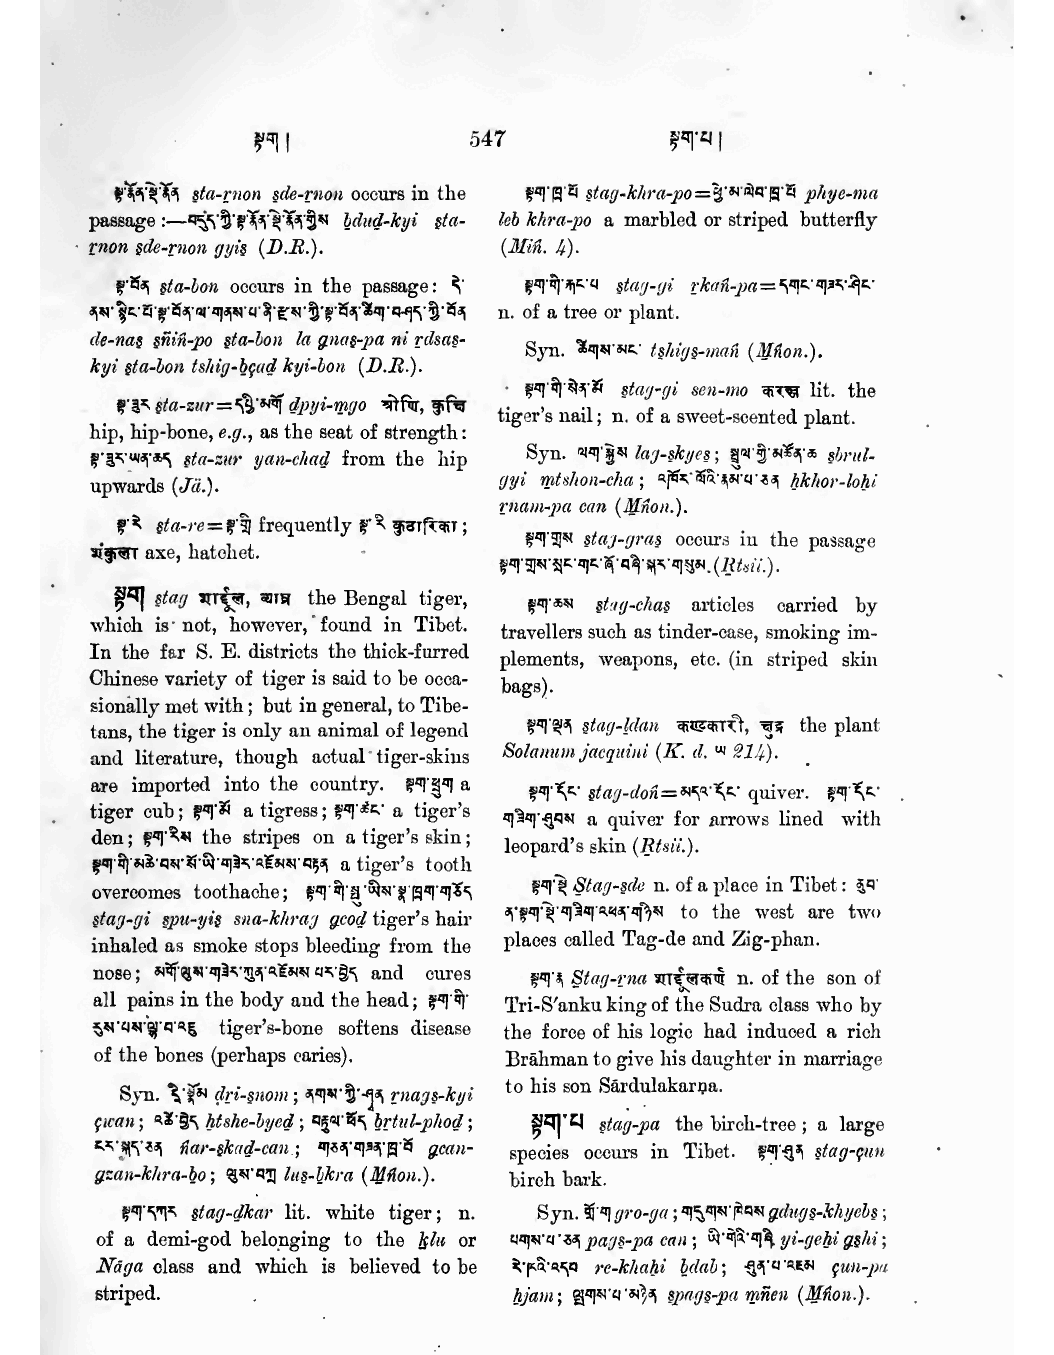 སྟག། 547 སྟག་པ།
སྟ་རྣོན་སྡེ་རྣོན sta-rnon sde-rnon occurs in the
passage :—བདུད་ཀྱི་སྟ་རྣོན་སྡེ་རྣོན་གྱིས bdud-kyi sta-
rnon sde-rnon gyis (D.R.).
སྟ་བོན sta-bon occurs in the passage: དེ་
ནས་སྙིང་པོ་སྟ་བོན་ལ་གནས་པ་ནི་རྫས་ཀྱི་སྟ་བོན་ཚིག་བཤད་ཀྱི་བོན
de-nas sñiṅ-po sta-bon la gnas-pa ni rdsas-
kyi sta-bon tshig-bçad kyi-bon (D.R.).
སྟ་ཟུར sta-zur=དཔྱི་མགོ dpyi-mgo श्रोणि, कुचि
hip, hip-bone, e.g., as the seat of strength:
སྟ་ཟུར་ཡན་ཆད sta-zur yan-chad from the hip
upwards (Jä.).
སྟ་རེ sta-re=སྟ་གྲི frequently སྟ་རི कुठारिका;
axe, hatchet.
སྟག stag शार्दूल, व्याघ्र the Bengal tiger,
which is not, however, found in Tibet.
In the far S. E. districts the thick-furred
Chinese variety of tiger is said to be occa-
sionally met with; but in general, to Tibe-
tans, the tiger is only an animal of legend
and literature, though actual tiger-skins
are imported into the country. སྟག་ཕྲུག a
tiger cub; སྟག་མོ a tigress; སྟག་ཚང་ a tiger's
den; སྟག་རིས the stripes on a tiger's skin;
སྟག་གི་མཆེ་བས་སོ་ཡི་གཟེར་འཇོམས་བརྟན a tiger's tooth
overcomes toothache; སྟག་གི་སྤུ་ཡིས་སྣ་ཁྲག་གཅོད
stag-gi spu-yis sna-khrag gcod tiger's hair
inhaled as smoke stops bleeding from the
nose; མགོ་ལུས་གཟེར་ཀུན་འཇོམས་པར་བྱེད and cures
all pains in the body and the head; སྟག་གི་
རུས་པས་ tiger's-bone softens disease
of the bones (perhaps caries).
Syn. དྲི་སྣོམ dri-snom; ནགས་ཀྱི་ rnags-kyi
çwan; འཚེ་བྱེད htshe-byed; བརྟུལ་ཕོད brtul-phod;
ངར་སྐད་ཅན ṅar-skad-can; གཅན་གཟན་ཁྲ་བོ gcan-
gzan-khra-bo; ལུས་བཀྲ lus-bkra (Mṅon.).
སྟག་དཀར stag-dkar lit. white tiger; n.
of a demi-god belonging to the klu or
Nāga class and which is believed to be
striped.
སྟག་ཁྲ་པོ stag-khra-po=ཕྱེ་མ་ལེབ་ཁྲ་པོ phye-ma
leb khra-po a marbled or striped butterfly
(Miṅ. 4).
སྟག་གི་རྐང་པ stag-gi rkaṅ-pa=དཀང་གཟར་ཤིང་
n. of a tree or plant.
Syn. ཚིགས་མང་ tshigs-maṅ (Mṅon.).
སྟག་གི་སེན་མོ stag-gi sen-mo करञ्ज lit. the
tiger's nail; n. of a sweet-scented plant.
Syn. ལག་སྐྱེས lag-skyes; སྦྲུལ་གྱི་མཚོན་ཆ sbrul-
gyi mtshon-cha; འཁོར་ལོའི་རྣམ་པ་ཅན hkhor-lohi
rnam-pa can (Mṅon.).
སྟག་གྲས stag-gras occurs in the passage
སྟག་གྲས་སྲང་གང་ཞོ་བཞི་སྐར་གསུམ (Rtsii.).
སྟག་ཆས stag-chas articles carried by
travellers such as tinder-case, smoking im-
plements, weapons, etc. (in striped skin
bags).
སྟག་ལྡན stag-ldan कण्टकारी, the plant
Solanum jacquini (K. d. ཡ 214).
སྟག་དོང་ stag-doṅ=མདའ་དོང་ quiver. སྟག་དོང་
གཟིག་ཤུབས a quiver for arrows lined with
leopard's skin (Rtsii.).
སྟག་སྡེ Stag-sde n. of a place in Tibet: ནུབ་
ན་སྟག་སྡེ་གཟིག་འཕན་གཉིས to the west are two
places called Tag-de and Zig-phan.
སྟག་རྣ Stag-rna शार्दूलकर्ण n. of the son of
Tri-S'anku king of the Sudra class who by
the force of his logic had induced a rich
Brāhman to give his daughter in marriage
to his son Sārdulakarṇa.
སྟག་པ stag-pa the birch-tree; a large
species occurs in Tibet. སྟག་ཤུན stag-çun
birch bark.
Syn. གྲོ་ག gro-ga; གདུགས་ཁྱེབས gdugs-khyebs;
པགས་པ་ཅན pags-pa can; ཡི་གེའི་གཞི yi-gehi gshi;
རེ་ཁའི་འདབ re-khahi hdab; ཤུན་པ་འཇམ çun-pa
hjam; ལྤགས་པ་མཉེན spags-pa mñen (Mṅon.).